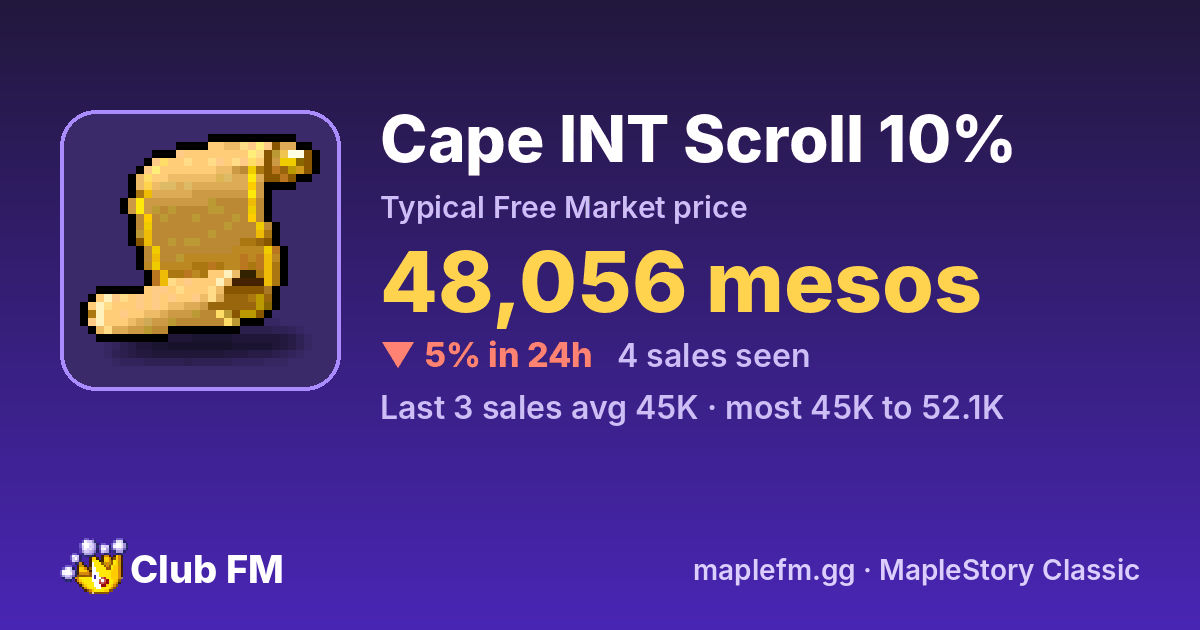 Cape INT Scroll 10%
Typical Free Market price
48,056 mesos
▼ 5% in 24h 4 sales seen
Last 3 sales avg 45K · most 45K to 52.1K
Club FM
maplefm.gg · MapleStory Classic